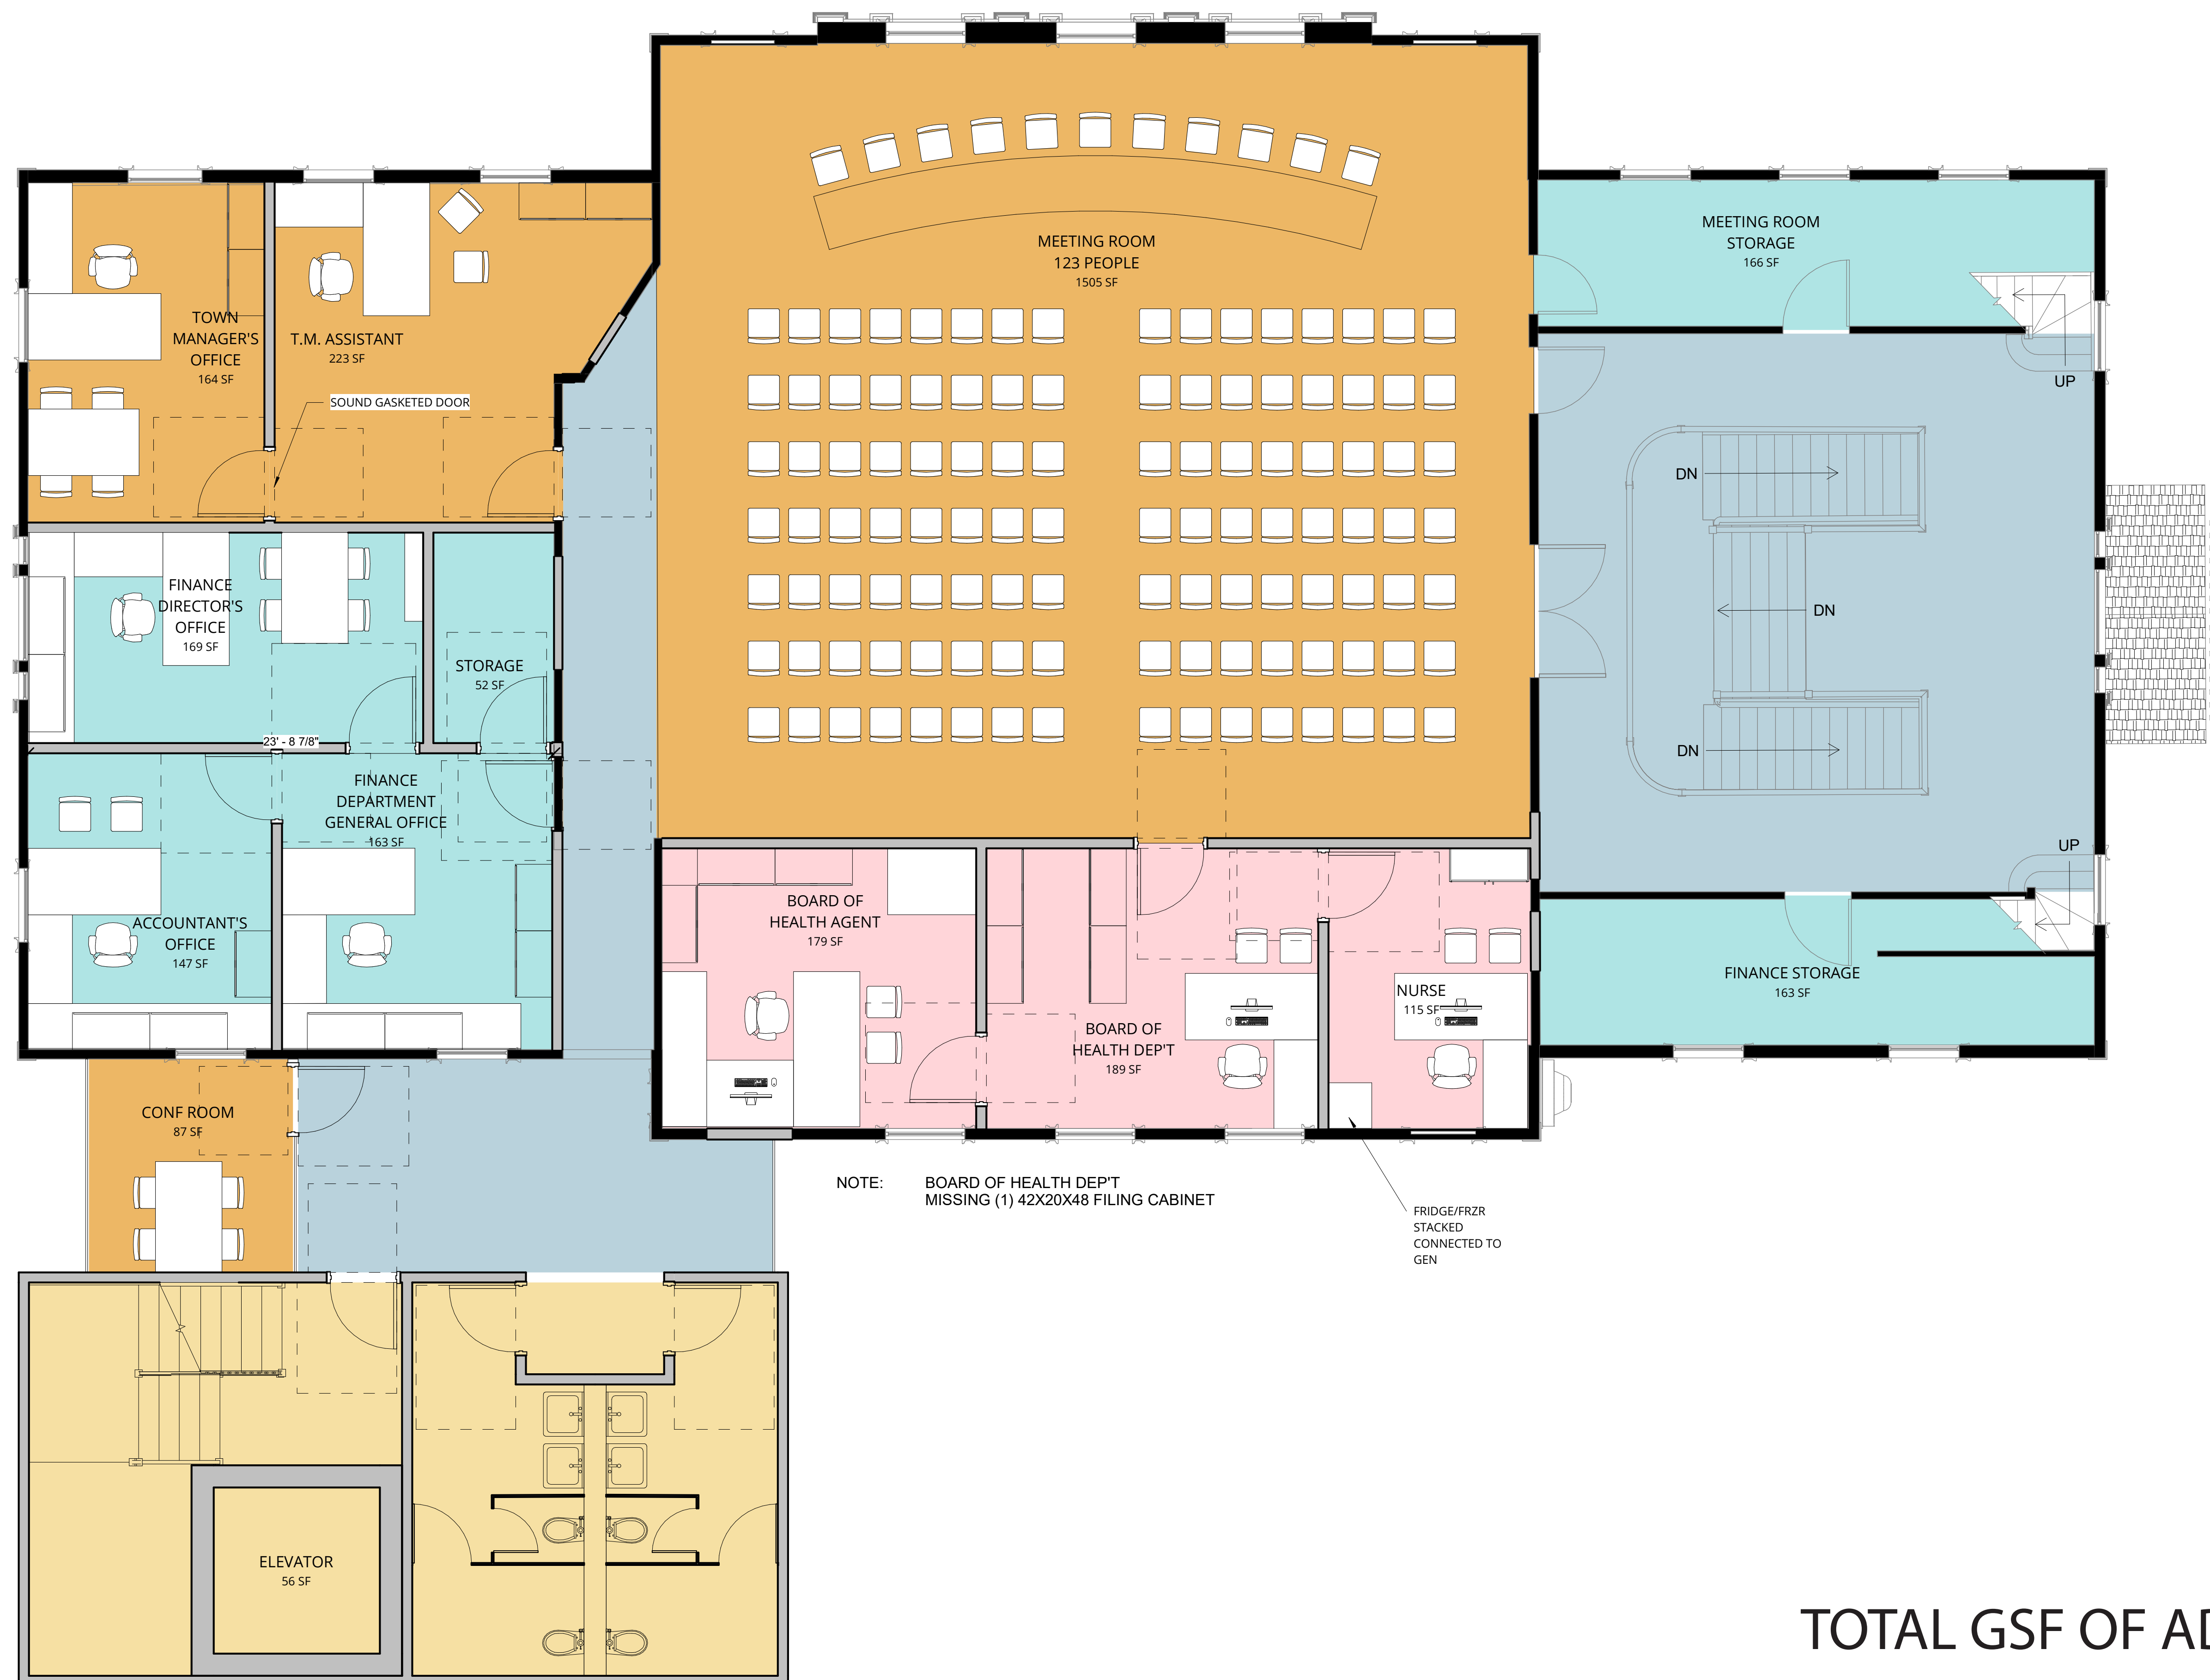 MEETING ROOM
123 PEOPLE
1505 SF
MEETING ROOM
STORAGE
166 SF
TOWN
MANAGER'S
OFFICE
164 SF
T.M. ASSISTANT
223 SF
SOUND GASKETED DOOR
UP
DN
DN
DN
UP
FINANCE
DIRECTOR'S
OFFICE
169 SF
STORAGE
52 SF
23' - 8 7/8"
FINANCE
DEPARTMENT
GENERAL OFFICE
163 SF
ACCOUNTANT'S
OFFICE
147 SF
BOARD OF
HEALTH AGENT
179 SF
BOARD OF
HEALTH DEP'T
189 SF
NURSE
115 SF
FINANCE STORAGE
163 SF
CONF ROOM
87 SF
NOTE: BOARD OF HEALTH DEP'T
MISSING (1) 42X20X48 FILING CABINET
FRIDGE/FRZR
STACKED
CONNECTED TO
GEN
ELEVATOR
56 SF
TOTAL GSF OF AD